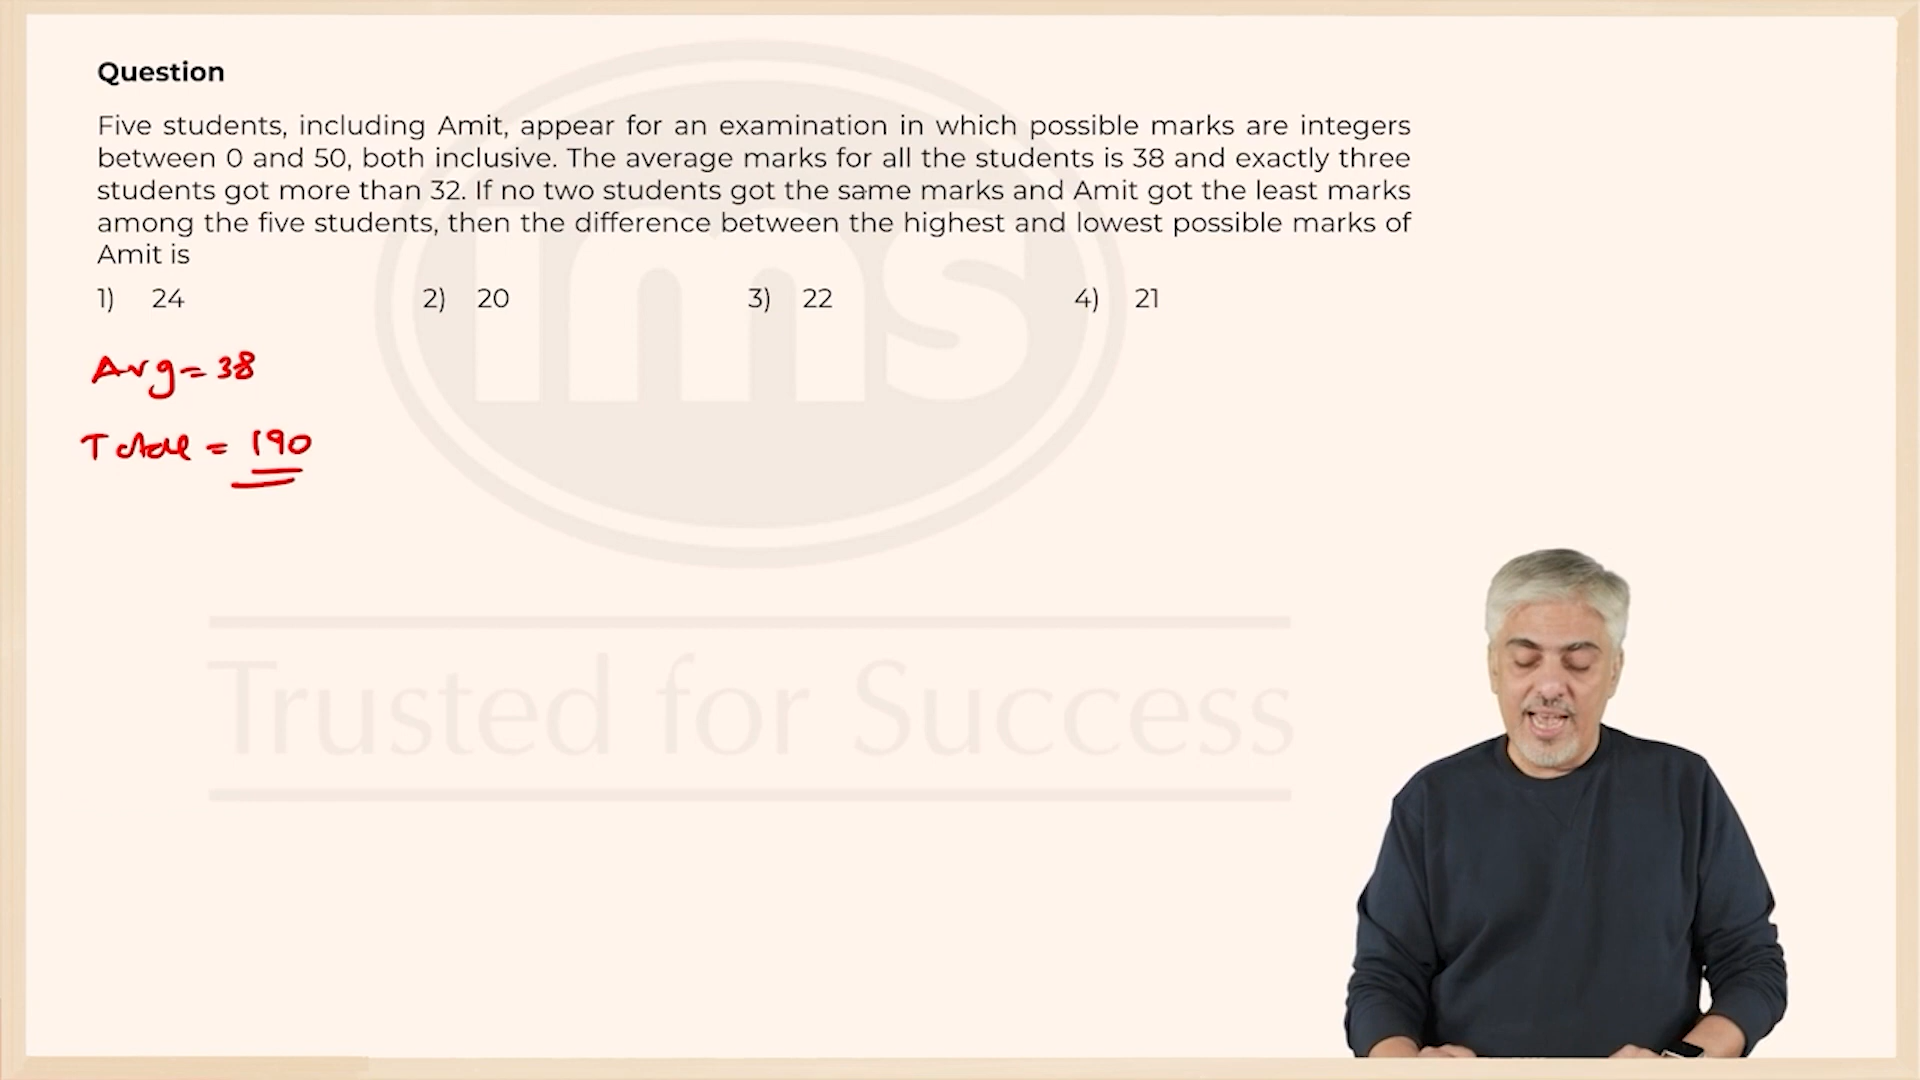 Question
Five students, including Amit, appear for an examination in which possible marks are integers
between 0 and 50, both inclusive. The average marks for all the students is 38 and exactly three
students got more than 32. If no two students got the same marks and Amit got the least marks
among the five students, then the difference between the highest and lowest possible marks of
Amit is
1) 24 2) 20 3) 22 4) 21
Avg = 38
Total = 190
ims
Trusted for Success